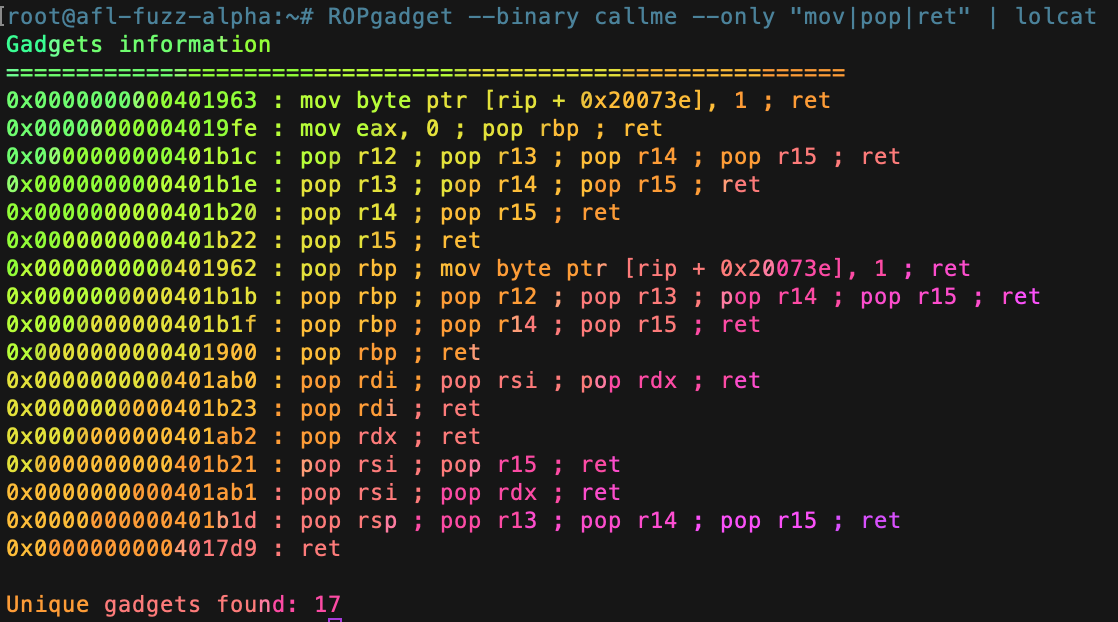 [root@afl-fuzz-alpha:~# ROPgadget --binary callme --only "mov|pop|ret" | lolcat
Gadgets information
============================================================
0x0000000000401963 : mov byte ptr [rip + 0x20073e], 1 ; ret
0x00000000004019fe : mov eax, 0 ; pop rbp ; ret
0x0000000000401b1c : pop r12 ; pop r13 ; pop r14 ; pop r15 ; ret
0x0000000000401b1e : pop r13 ; pop r14 ; pop r15 ; ret
0x0000000000401b20 : pop r14 ; pop r15 ; ret
0x0000000000401b22 : pop r15 ; ret
0x0000000000401962 : pop rbp ; mov byte ptr [rip + 0x20073e], 1 ; ret
0x0000000000401b1b : pop rbp ; pop r12 ; pop r13 ; pop r14 ; pop r15 ; ret
0x0000000000401b1f : pop rbp ; pop r14 ; pop r15 ; ret
0x0000000000401900 : pop rbp ; ret
0x0000000000401ab0 : pop rdi ; pop rsi ; pop rdx ; ret
0x0000000000401b23 : pop rdi ; ret
0x0000000000401ab2 : pop rdx ; ret
0x0000000000401b21 : pop rsi ; pop r15 ; ret
0x0000000000401ab1 : pop rsi ; pop rdx ; ret
0x0000000000401b1d : pop rsp ; pop r13 ; pop r14 ; pop r15 ; ret
0x00000000004017d9 : ret
Unique gadgets found: 17